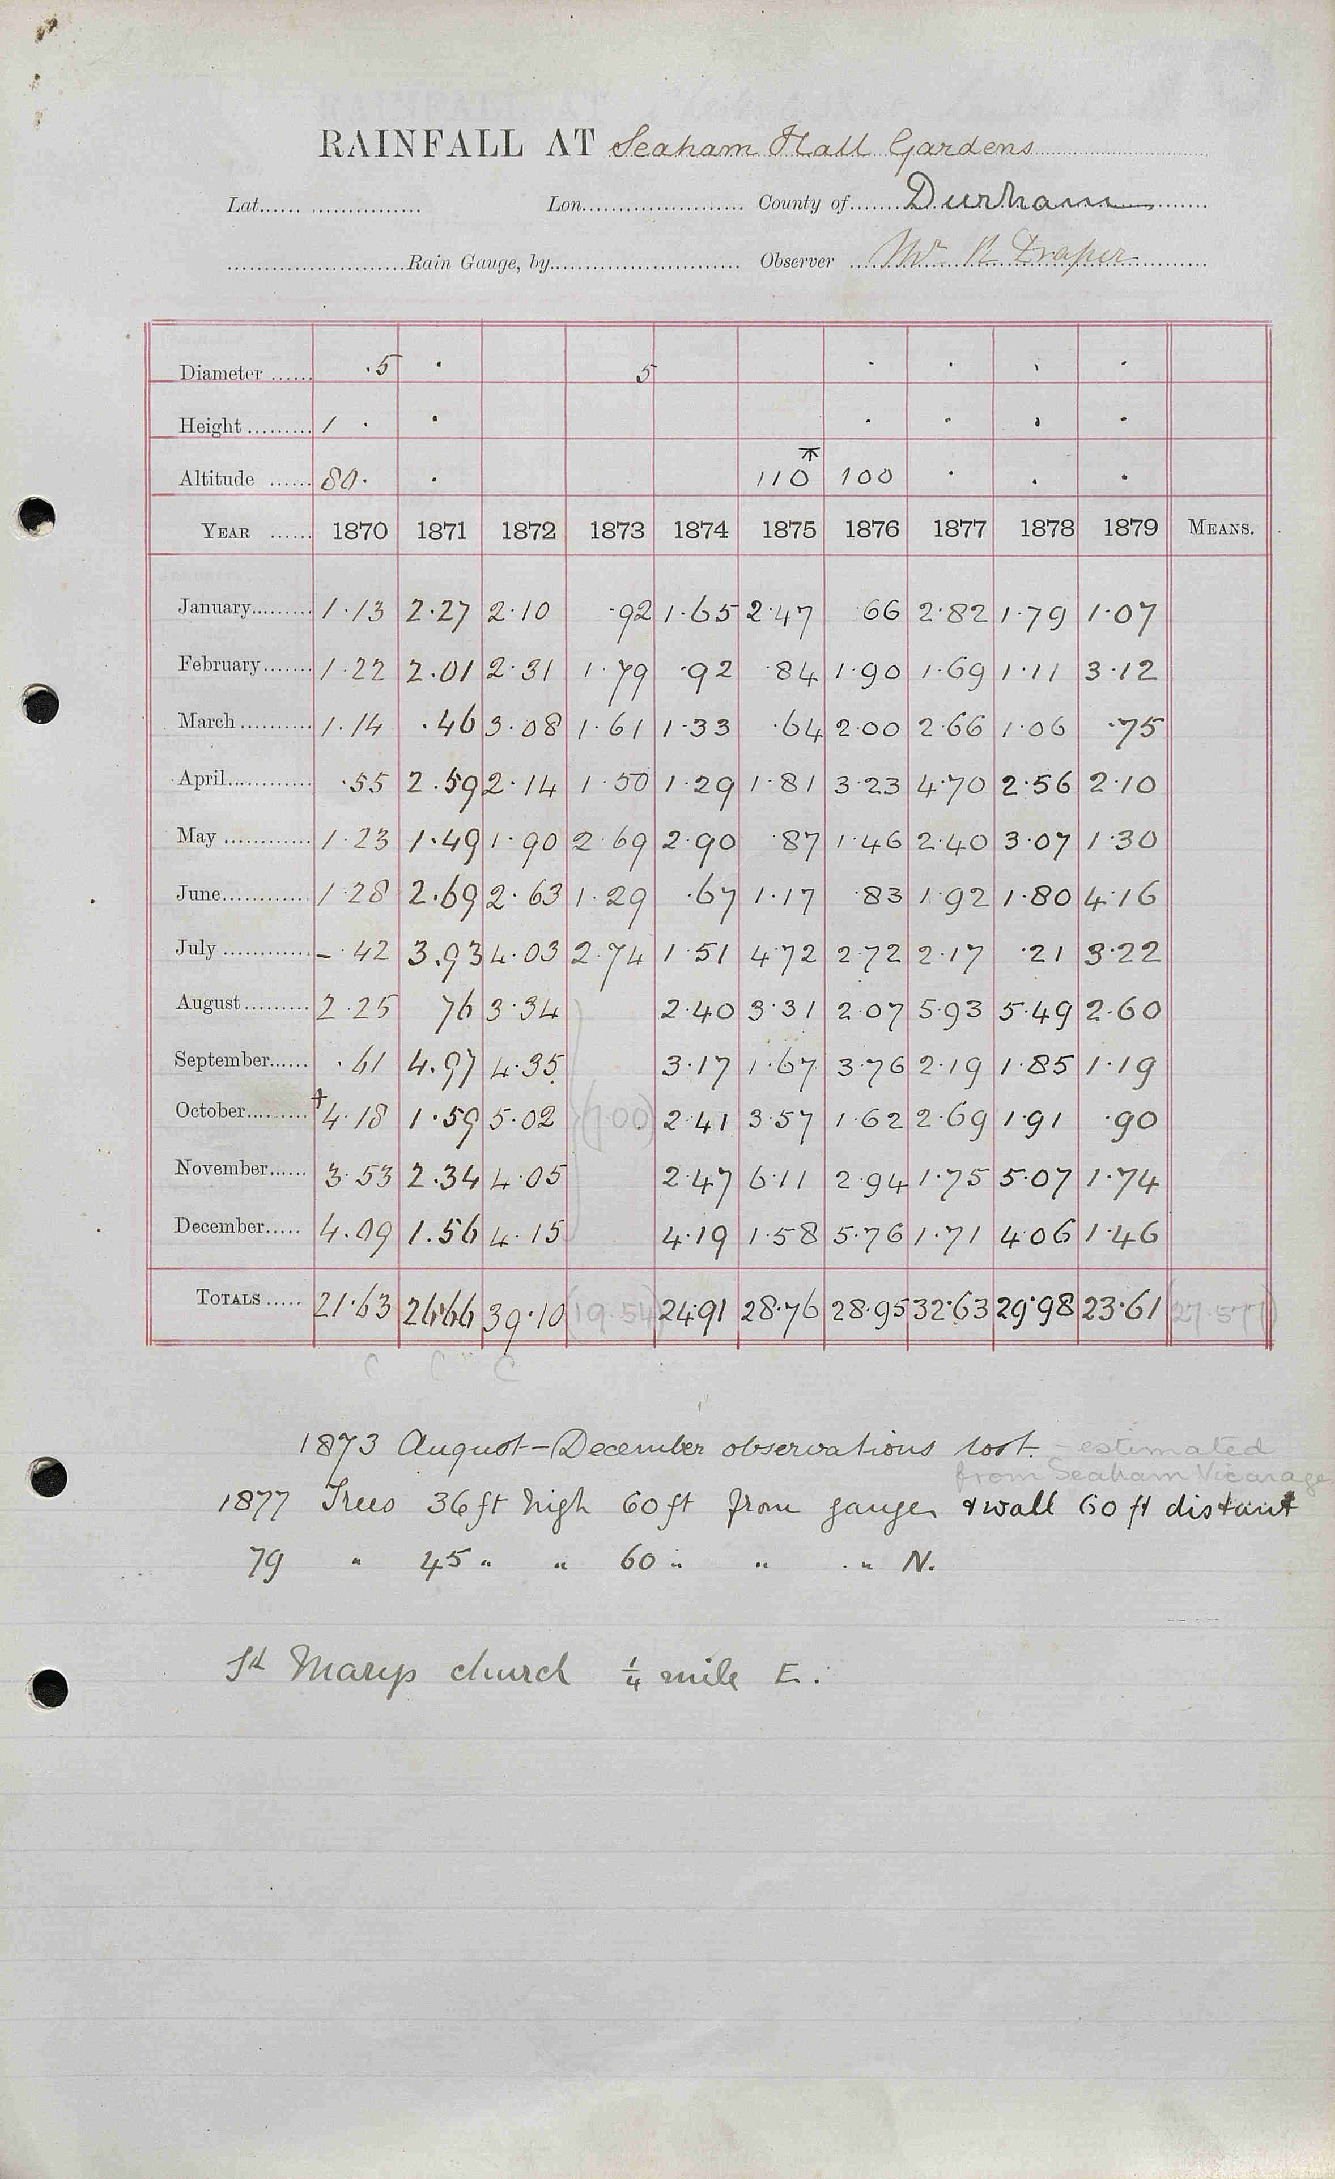 RAINFALL AT Seaham Hall Gardens
Lat. Lon. County of Durham
Rain Gauge, by Observer Mr R Draper
Diameter 5 · 5 · · · ·
Height 1 · · · · · ·
Altitude 80 · · 110 100 · · ·
YEAR 1870 1871 1872 1873 1874 1875 1876 1877 1878 1879 MEANS.
January 1·13 2·27 2·10 ·92 1·65 2·47 66 2·82 1·79 1·07
February 1·22 2.01 2·31 1·79 ·92 ·84 1·90 1·69 1·11 3·12
March 1·14 .46 3·08 1·61 1·33 ·64 2·00 2·66 1·06 ·75
April ·55 2.59 2·14 1·50 1·29 1·81 3·23 4·70 2·56 2·10
May 1·23 1.49 1·90 2·69 2·90 ·87 1·46 2·40 3·07 1·30
June 1·28 2.69 2·63 1·29 ·67 1·17 ·83 1·92 1·80 4·16
July - ·42 3.93 4·03 2·74 1·51 4·72 2·72 2·17 ·21 3·22
August 2·25 76 3·34 2·40 3·31 2·07 5·93 5·49 2·60
September ·61 4.97 4·35 3·17 1·67 3·76 2·19 1·85 1·19
October †4·18 1·59 5·02 (7.00) 2·41 3·57 1·62 2·69 1·91 ·90
November 3·53 2.34 4·05 2·47 6·11 2·94 1·75 5·07 1·74
December 4·09 1.56 4·15 4·19 1·58 5·76 1·71 4·06 1·46
TOTALS 21·63 26·66 39·10 (19.54) 24·91 28·76 28·95 32·63 29·98 23·61 (27·577)
C C C
1873 August - December observations lost. - estimated
from Seaham Vicarage
1877 Trees 36 ft high 60 ft from gauge & wall 60 ft distant
79 " 45 " " 60 " " " N.
St Marys church ¼ mile E.